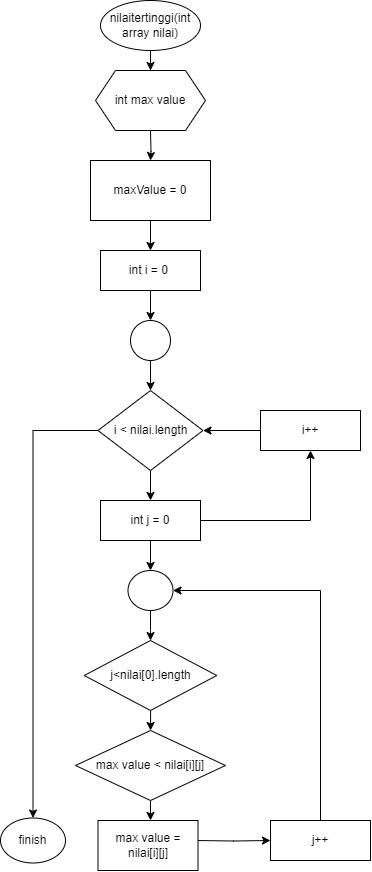 nilaitertinggi(int
array nilai)
int max value
maxValue = 0
int i = 0
i < nilai.length
i++
int j = 0
j<nilai[0].length
max value < nilai[i][j]
finish
max value =
nilai[i][j]
j++